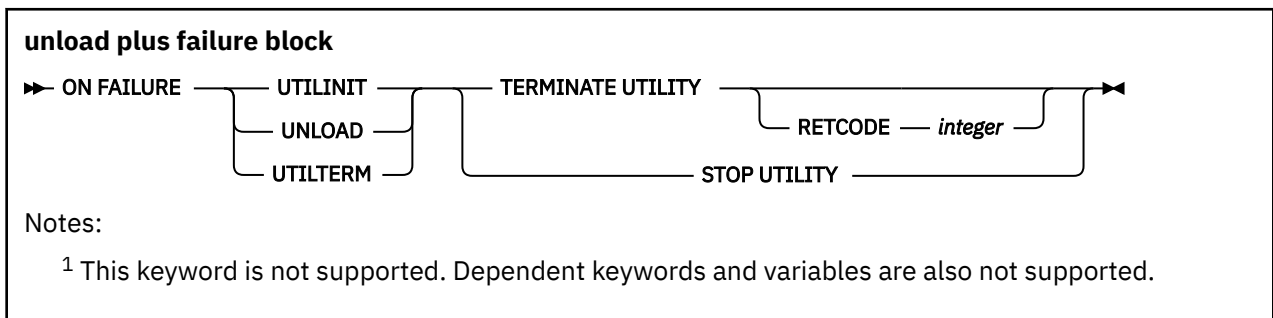 unload plus failure block
ON FAILURE UTILINIT TERMINATE UTILITY
UNLOAD RETCODE integer
UTILTERM STOP UTILITY
Notes:
1 This keyword is not supported. Dependent keywords and variables are also not supported.